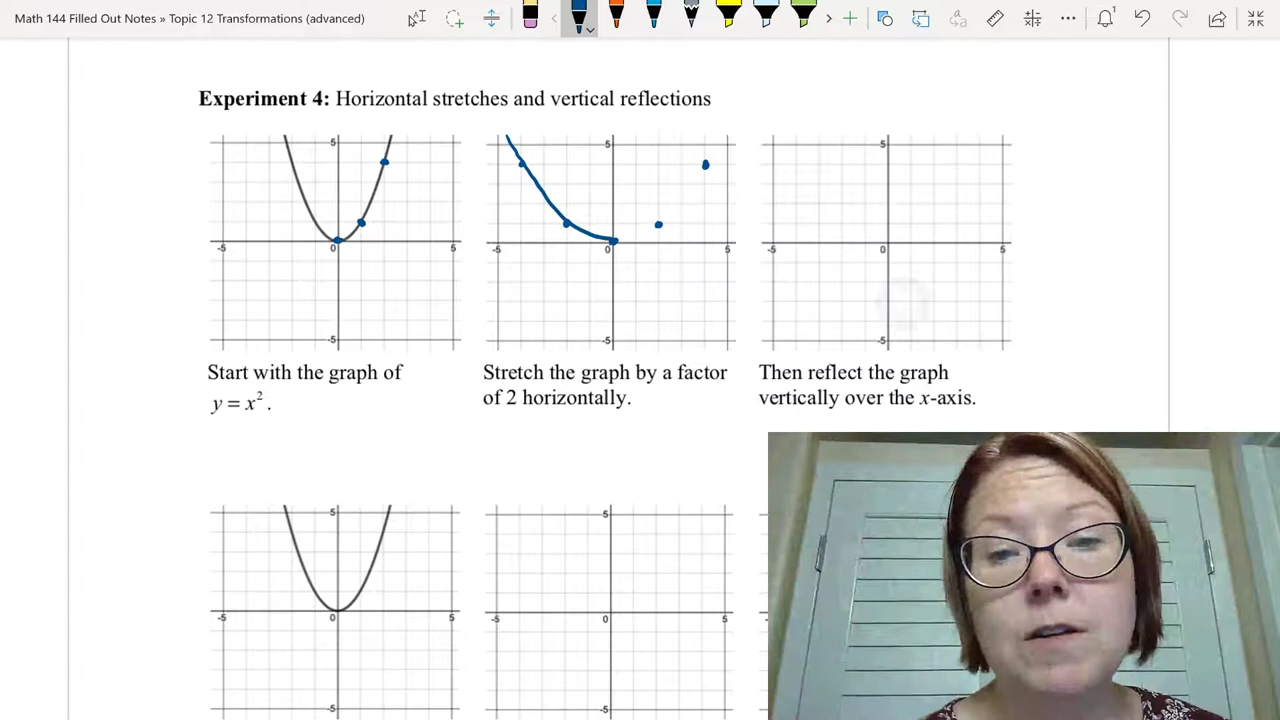 Math 144 Filled Out Notes » Topic 12 Transformations (advanced)
1
Experiment 4: Horizontal stretches and vertical reflections
5 5 5
-5 0 5 -5 0 5 -5 0 5
-5 -5 -5
Start with the graph of
y = x².
Stretch the graph by a factor
of 2 horizontally.
Then reflect the graph
vertically over the x-axis.
5 5
-5 0 5 -5 0 5
-5 -5